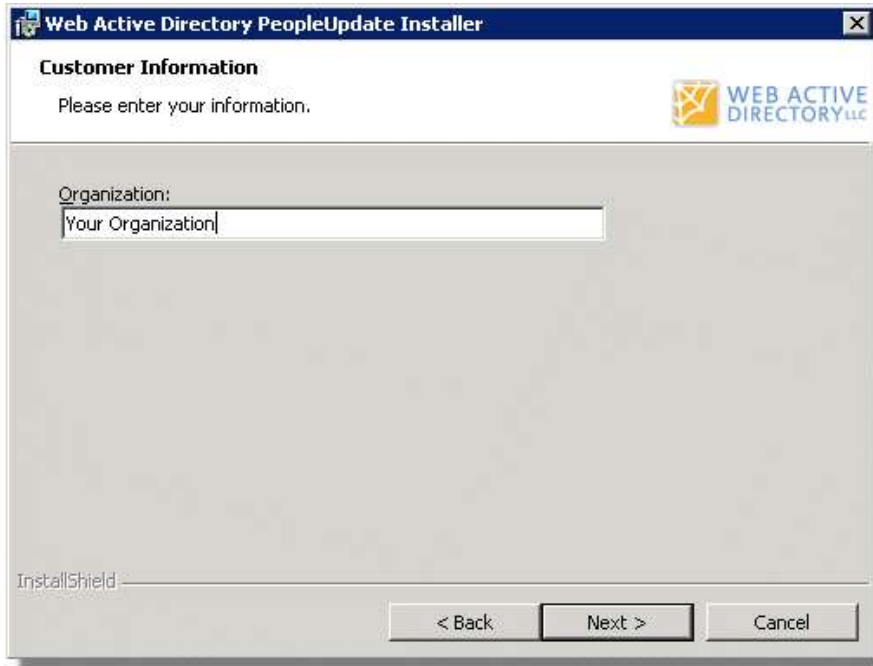 Web Active Directory PeopleUpdate Installer
Customer Information
Please enter your information.
WEB ACTIVE
DIRECTORY LLC
Organization:
Your Organization
InstallShield
< Back
Next >
Cancel